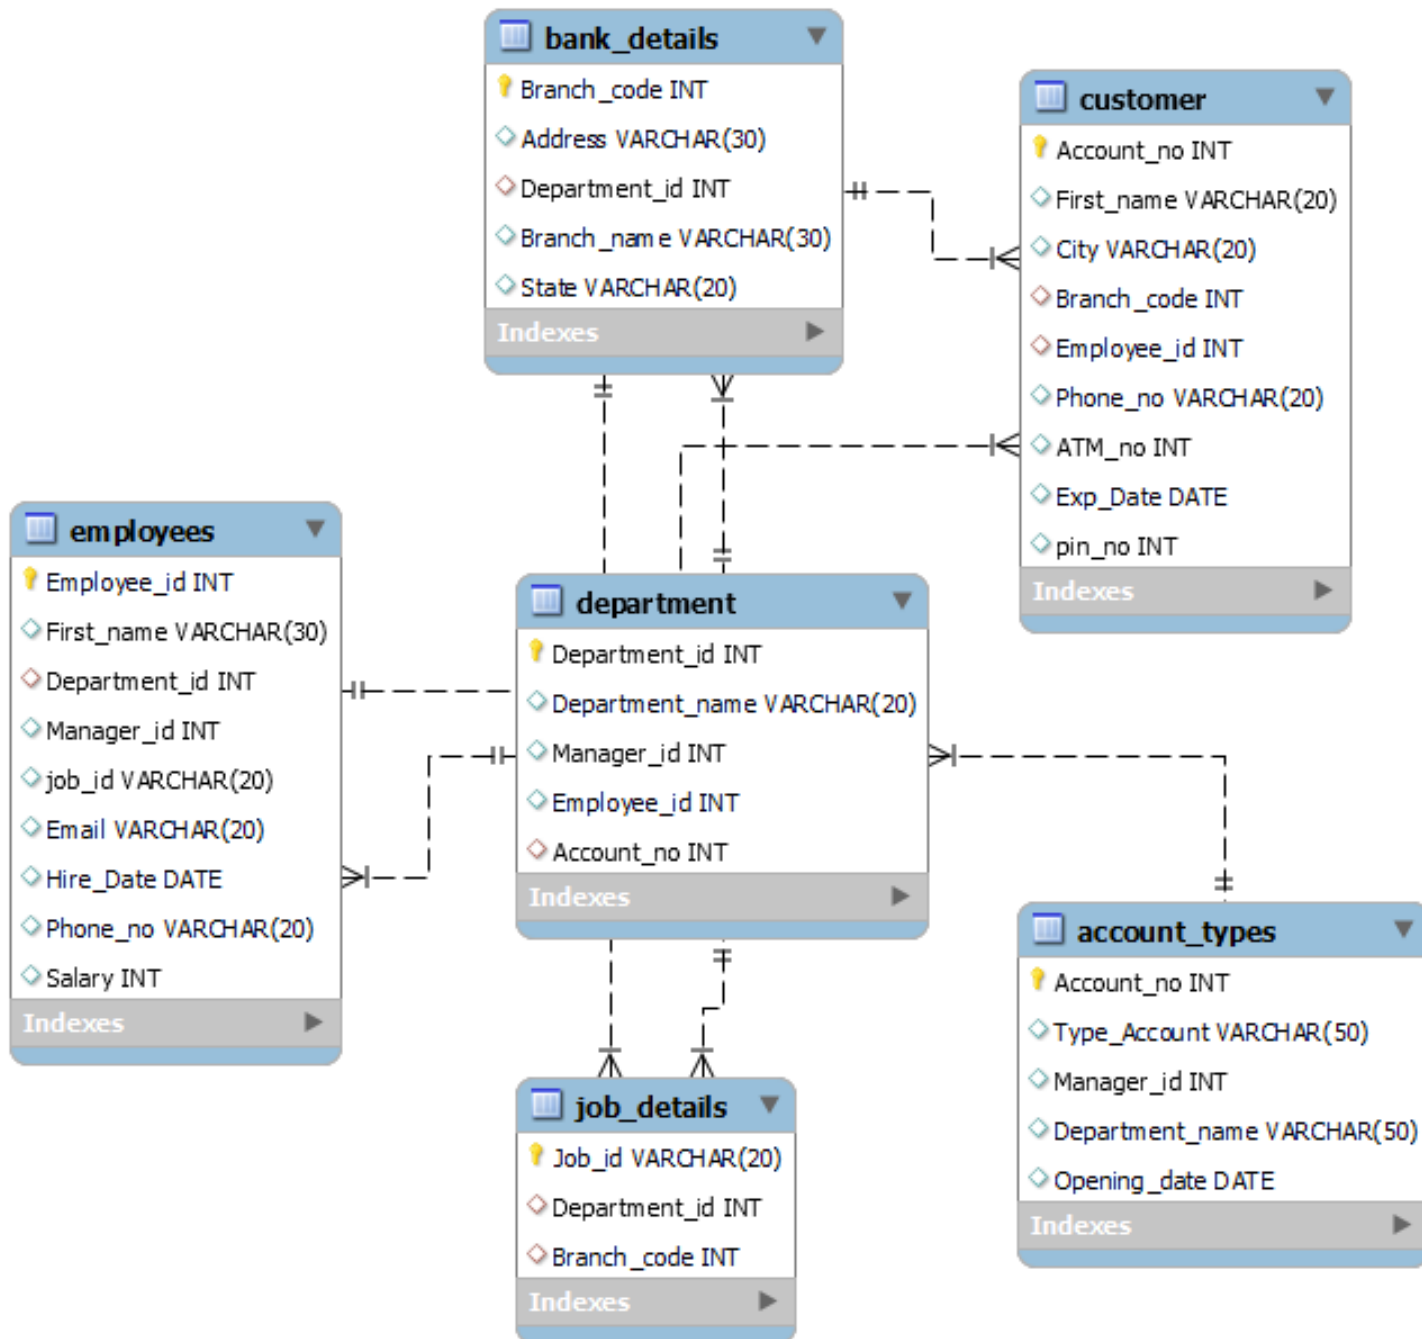 bank_details
Branch_code INT
Address VARCHAR(30)
Department_id INT
Branch_name VARCHAR(30)
State VARCHAR(20)
Indexes
customer
Account_no INT
First_name VARCHAR(20)
City VARCHAR(20)
Branch_code INT
Employee_id INT
Phone_no VARCHAR(20)
ATM_no INT
Exp_Date DATE
pin_no INT
Indexes
employees
Employee_id INT
First_name VARCHAR(30)
Department_id INT
Manager_id INT
job_id VARCHAR(20)
Email VARCHAR(20)
Hire_Date DATE
Phone_no VARCHAR(20)
Salary INT
Indexes
department
Department_id INT
Department_name VARCHAR(20)
Manager_id INT
Employee_id INT
Account_no INT
Indexes
account_types
Account_no INT
Type_Account VARCHAR(50)
Manager_id INT
Department_name VARCHAR(50)
Opening_date DATE
Indexes
job_details
Job_id VARCHAR(20)
Department_id INT
Branch_code INT
Indexes